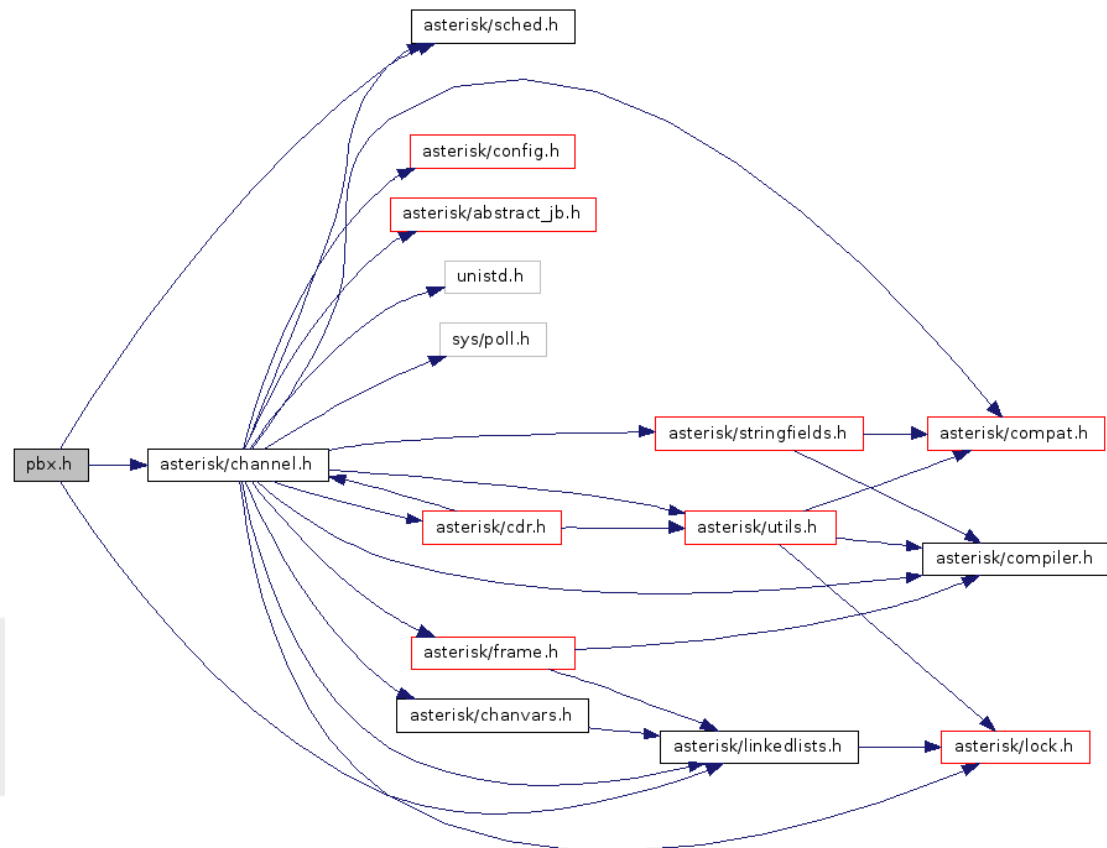 asterisk/sched.h
asterisk/config.h
asterisk/abstract_jb.h
unistd.h
sys/poll.h
asterisk/stringfields.h
asterisk/compat.h
pbx.h
asterisk/channel.h
asterisk/cdr.h
asterisk/utils.h
asterisk/compiler.h
asterisk/frame.h
asterisk/chanvars.h
asterisk/linkedlists.h
asterisk/lock.h